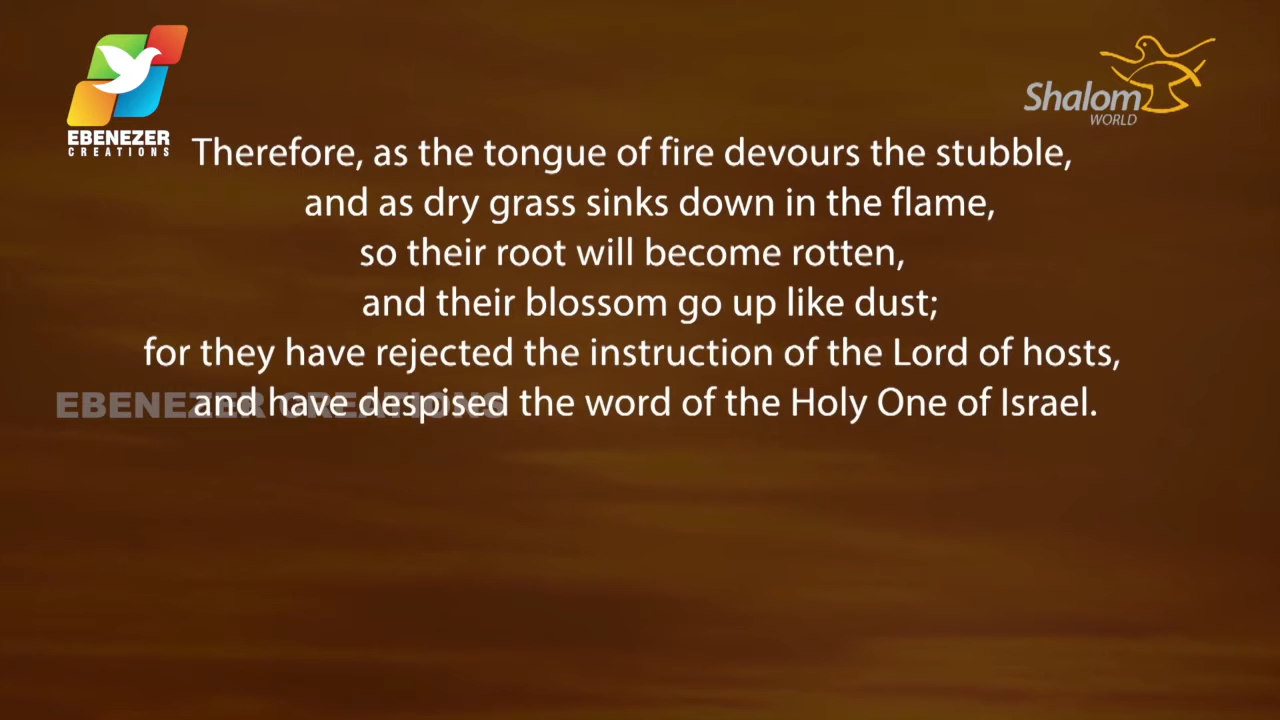 EBENEZER
CREATIONS
Shalom
WORLD
Therefore, as the tongue of fire devours the stubble,
and as dry grass sinks down in the flame,
so their root will become rotten,
and their blossom go up like dust;
for they have rejected the instruction of the Lord of hosts,
and have despised the word of the Holy One of Israel.
EBENEZER CREATIONS